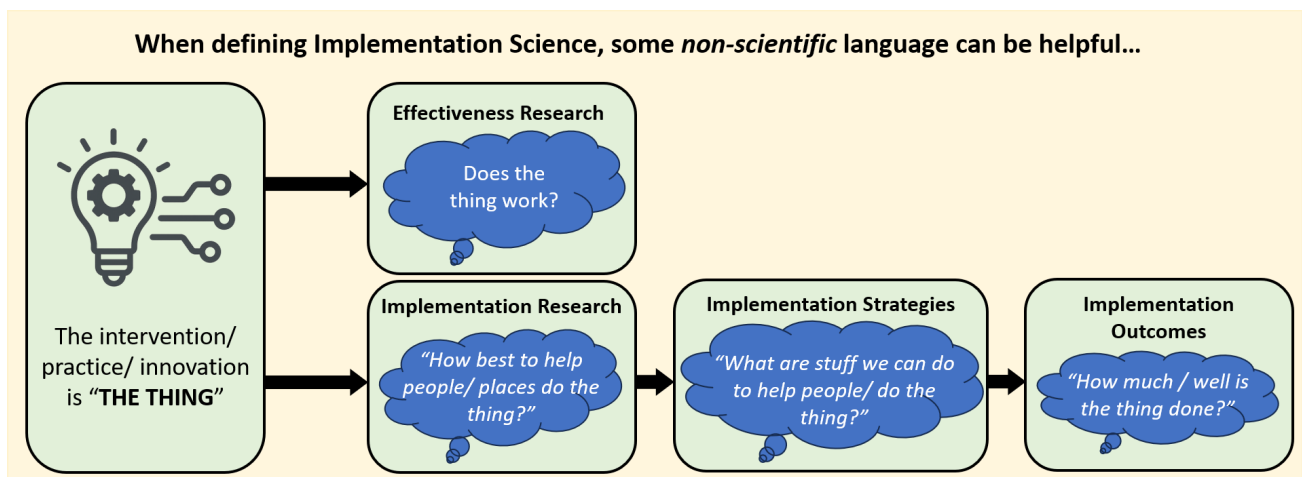 When defining Implementation Science, some non-scientific language can be helpful...
The intervention/
practice/ innovation
is “THE THING”
Effectiveness Research
Does the
thing work?
Implementation Research
“How best to help
people/ places do the
thing?”
Implementation Strategies
“What are stuff we can do
to help people/ do the
thing?”
Implementation
Outcomes
“How much / well is
the thing done?”